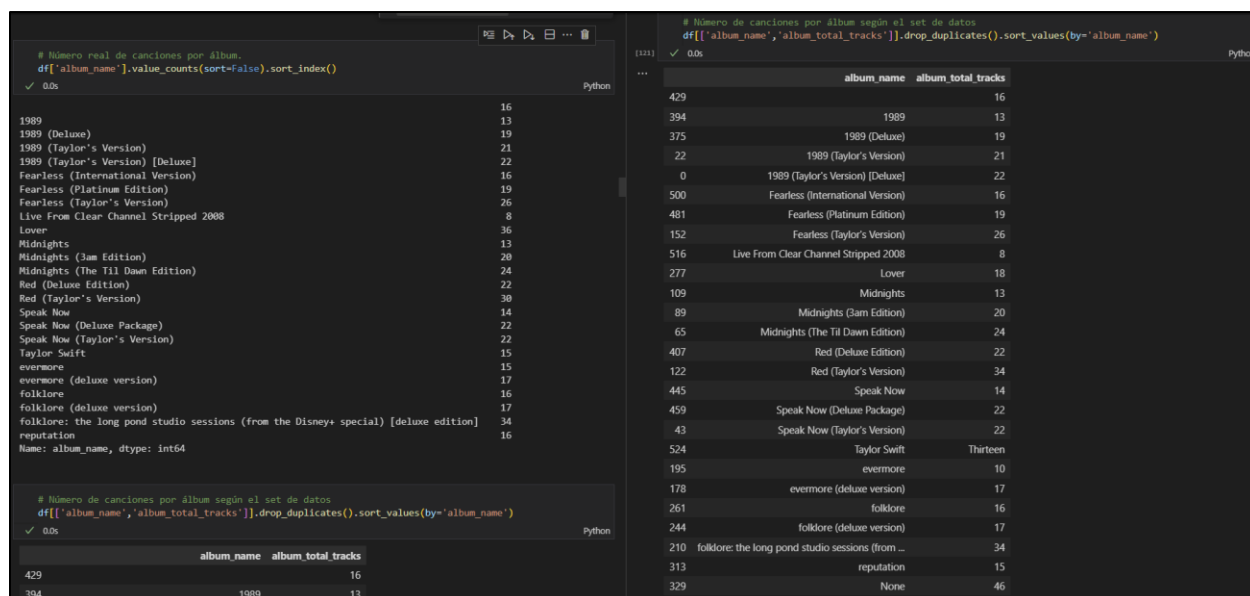 # Número real de canciones por álbum.
df['album_name'].value_counts(sort=False).sort_index()
0.0s
Python
16
1989 13
1989 (Deluxe) 19
1989 (Taylor's Version) 21
1989 (Taylor's Version) [Deluxe] 22
Fearless (International Version) 16
Fearless (Platinum Edition) 19
Fearless (Taylor's Version) 26
Live From Clear Channel Stripped 2008 8
Lover 36
Midnights 13
Midnights (3am Edition) 20
Midnights (The Til Dawn Edition) 24
Red (Deluxe Edition) 22
Red (Taylor's Version) 30
Speak Now 14
Speak Now (Deluxe Package) 22
Speak Now (Taylor's Version) 22
Taylor Swift 15
evermore 15
evermore (deluxe version) 17
folklore 16
folklore (deluxe version) 17
folklore: the long pond studio sessions (from the Disney+ special) [deluxe edition] 34
reputation 16
Name: album_name, dtype: int64
# Número de canciones por álbum según el set de datos
df[['album_name','album_total_tracks']].drop_duplicates().sort_values(by='album_name')
0.0s
Python
album_name album_total_tracks
429 16
394 1989 13
# Número de canciones por álbum según el set de datos
df[['album_name','album_total_tracks']].drop_duplicates().sort_values(by='album_name')
[121] 0.0s
Pytho
...
album_name album_total_tracks
429 16
394 1989 13
375 1989 (Deluxe) 19
22 1989 (Taylor's Version) 21
0 1989 (Taylor's Version) [Deluxe] 22
500 Fearless (International Version) 16
481 Fearless (Platinum Edition) 19
152 Fearless (Taylor's Version) 26
516 Live From Clear Channel Stripped 2008 8
277 Lover 18
109 Midnights 13
89 Midnights (3am Edition) 20
65 Midnights (The Til Dawn Edition) 24
407 Red (Deluxe Edition) 22
122 Red (Taylor's Version) 34
445 Speak Now 14
459 Speak Now (Deluxe Package) 22
43 Speak Now (Taylor's Version) 22
524 Taylor Swift Thirteen
195 evermore 10
178 evermore (deluxe version) 17
261 folklore 16
244 folklore (deluxe version) 17
210 folklore: the long pond studio sessions (from ... 34
313 reputation 15
329 None 46